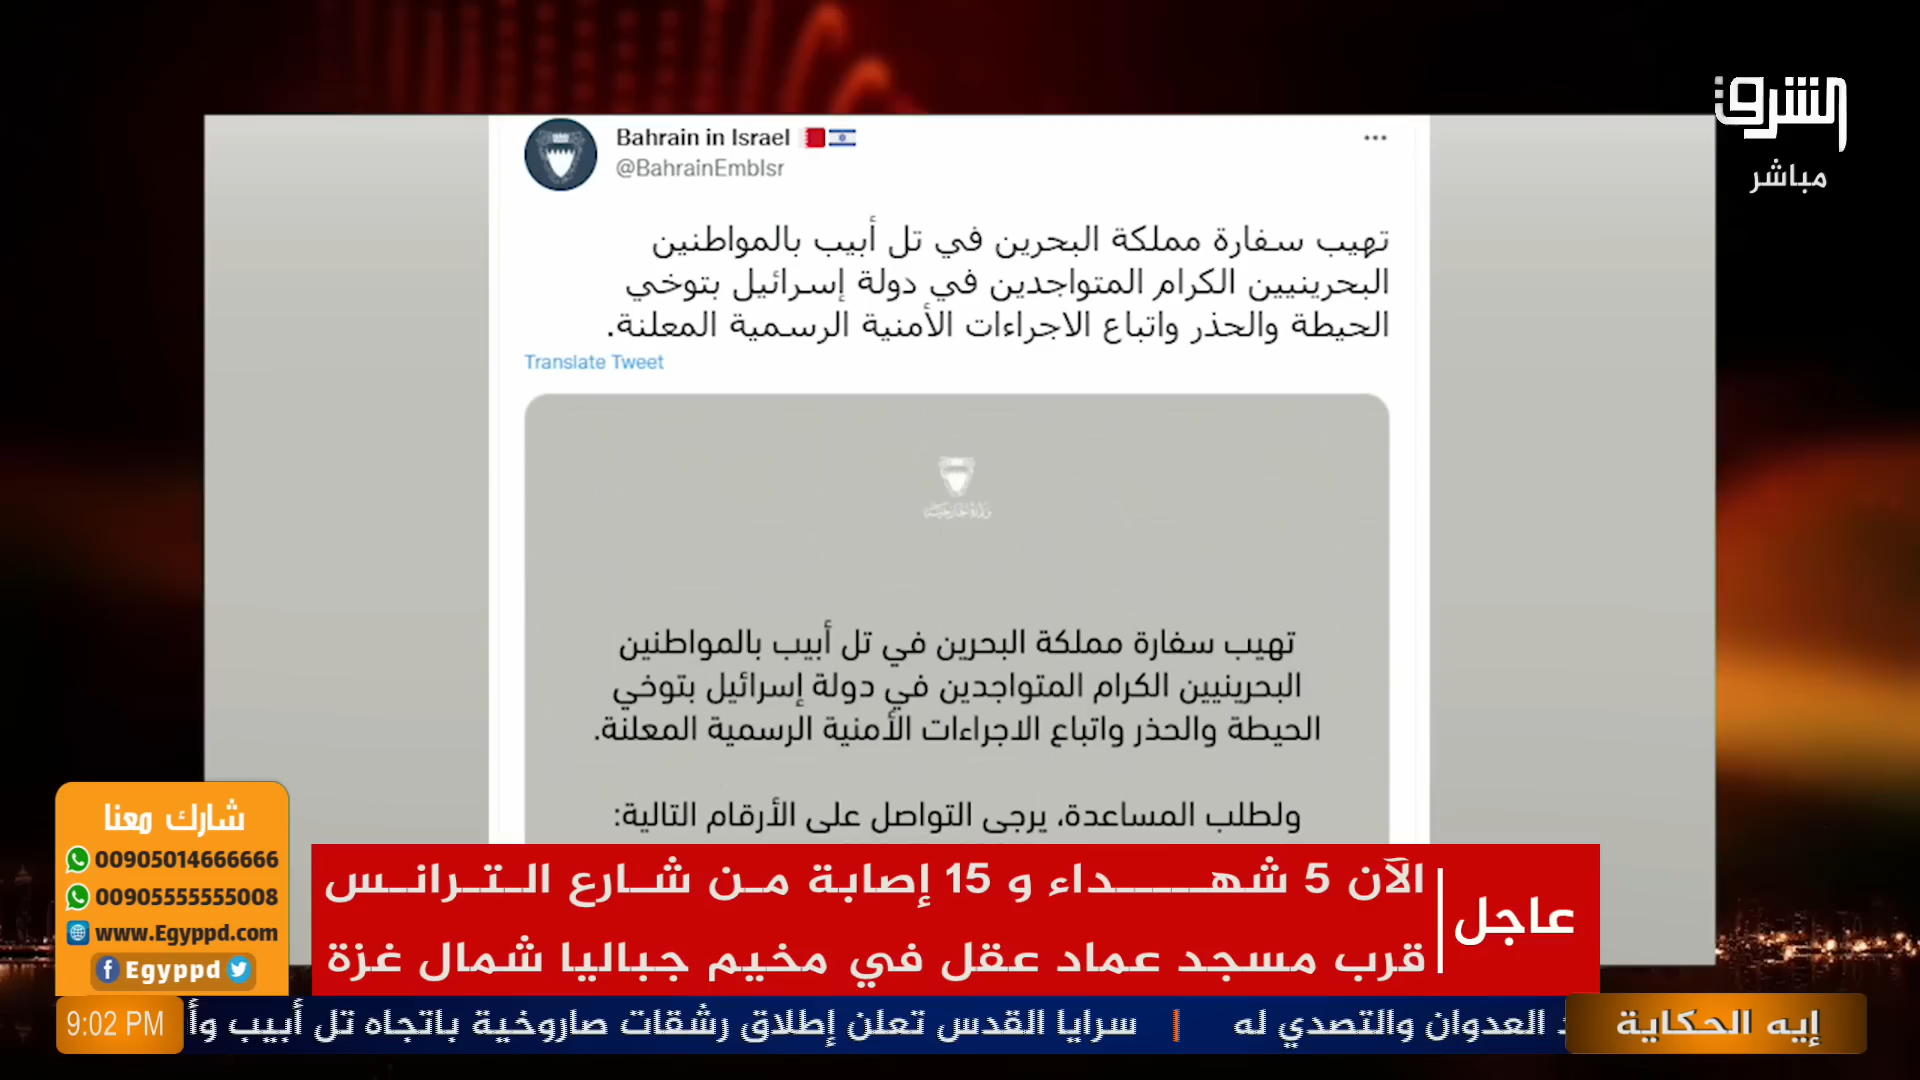 الشرق
مباشر
Bahrain in Israel
@BahrainEmbIsr
تهيب سفارة مملكة البحرين في تل أبيب بالمواطنين
البحرينيين الكرام المتواجدين في دولة إسرائيل بتوخي
الحيطة والحذر واتباع الاجراءات الأمنية الرسمية المعلنة.
Translate Tweet
وزارة الخارجية
تهيب سفارة مملكة البحرين في تل أبيب بالمواطنين
البحرينيين الكرام المتواجدين في دولة إسرائيل بتوخي
الحيطة والحذر واتباع الاجراءات الأمنية الرسمية المعلنة.
ولطلب المساعدة، يرجى التواصل على الأرقام التالية:
شارك معنا
00905014666666
00905555555008
www.Egyppd.com
Egyppd
عاجل
الآن 5 شهـــــداء و 15 إصابة مـن شـارع الـتـرانـس
قرب مسجد عماد عقل في مخيم جباليا شمال غزة
إيه الحكاية
العدوان والتصدي له | سرايا القدس تعلن إطلاق رشقات صاروخية باتجاه تل أبيب وأ
9:02 PM